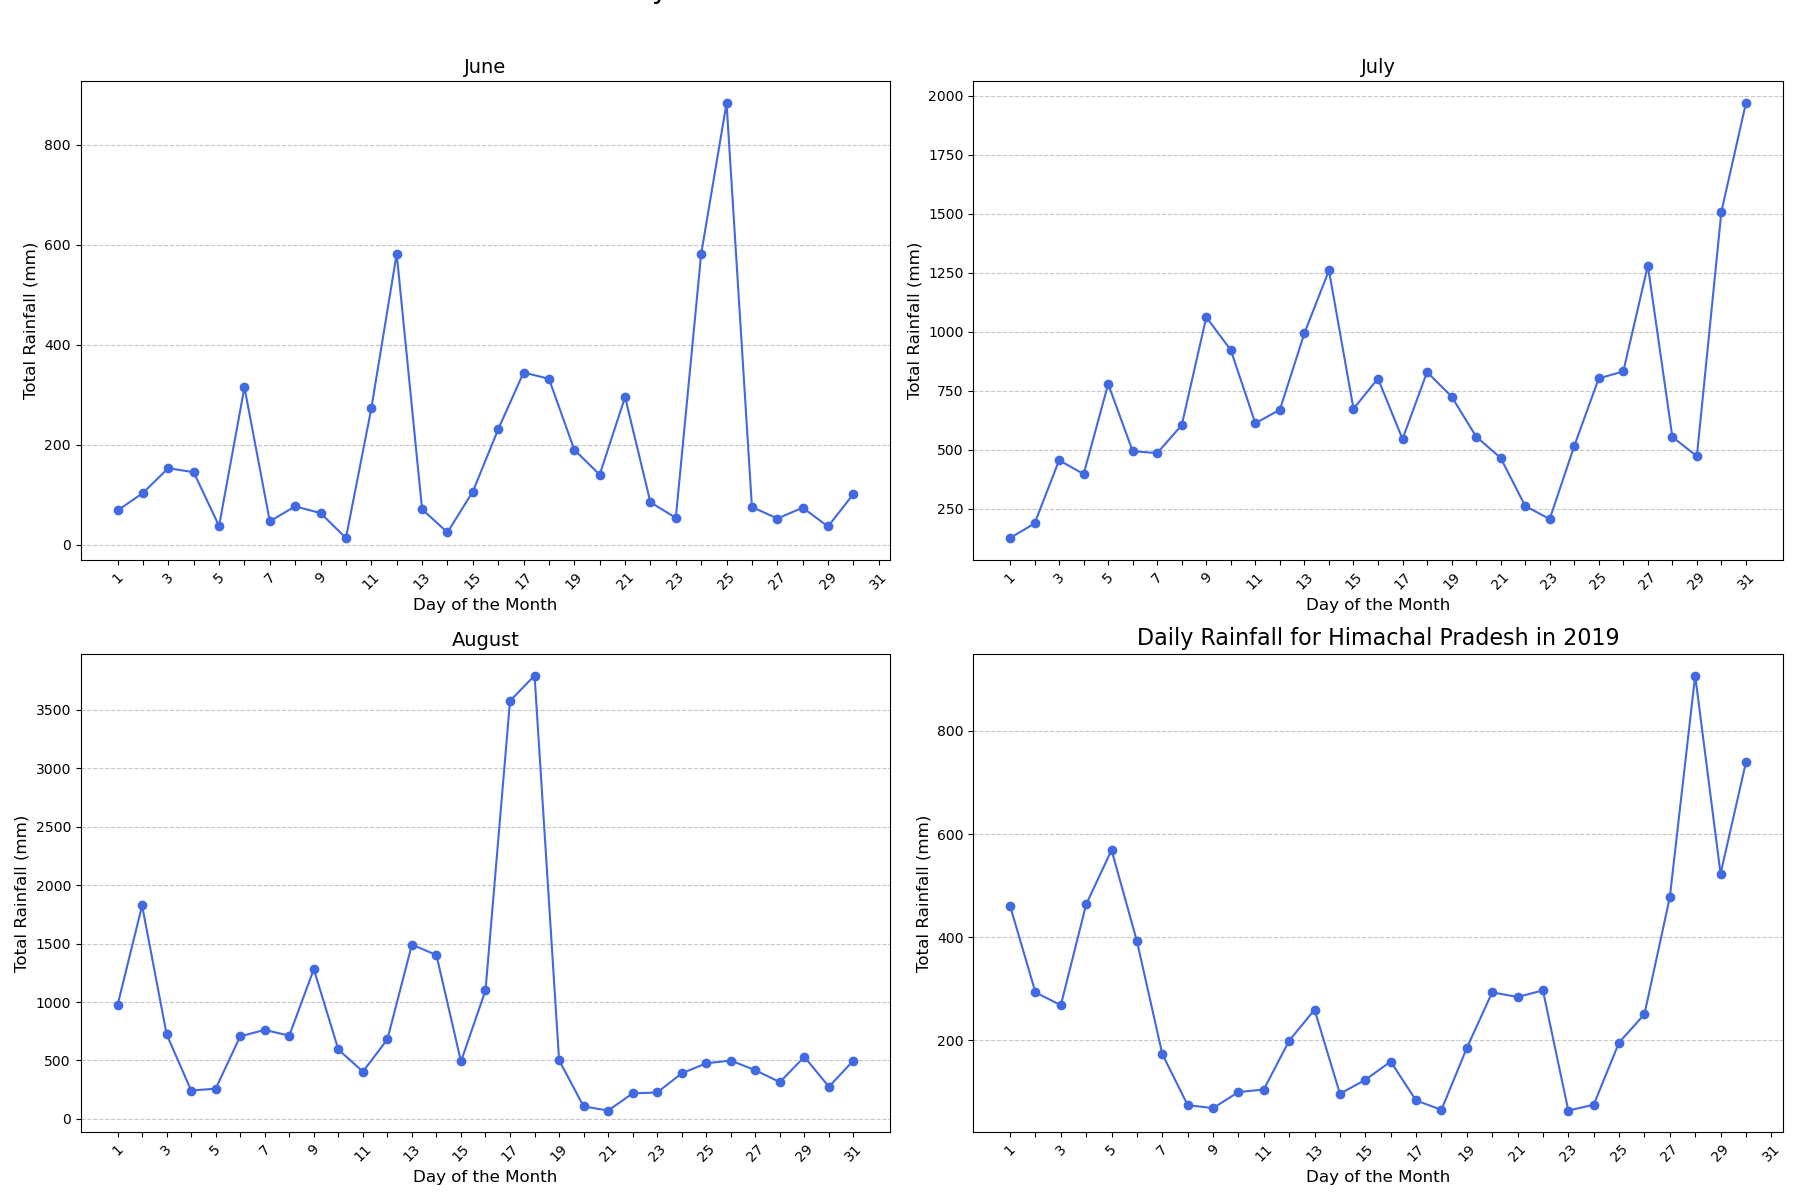 June
800
600
400
200
0
Total Rainfall (mm)
1 3 5 7 9 11 13 15 17 19 21 23 25 27 29 31
Day of the Month
July
2000
1750
1500
1250
1000
750
500
250
Total Rainfall (mm)
1 3 5 7 9 11 13 15 17 19 21 23 25 27 29 31
Day of the Month
August
3500
3000
2500
2000
1500
1000
500
0
Total Rainfall (mm)
1 3 5 7 9 11 13 15 17 19 21 23 25 27 29 31
Day of the Month
Daily Rainfall for Himachal Pradesh in 2019
800
600
400
200
Total Rainfall (mm)
1 3 5 7 9 11 13 15 17 19 21 23 25 27 29 31
Day of the Month